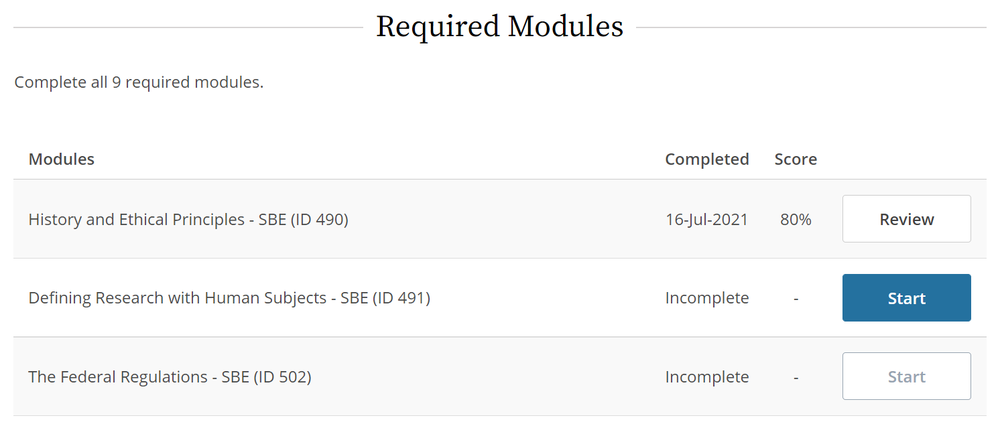 Required Modules
Complete all 9 required modules.
Modules Completed Score
History and Ethical Principles - SBE (ID 490) 16-Jul-2021 80% Review
Defining Research with Human Subjects - SBE (ID 491) Incomplete - Start
The Federal Regulations - SBE (ID 502) Incomplete - Start